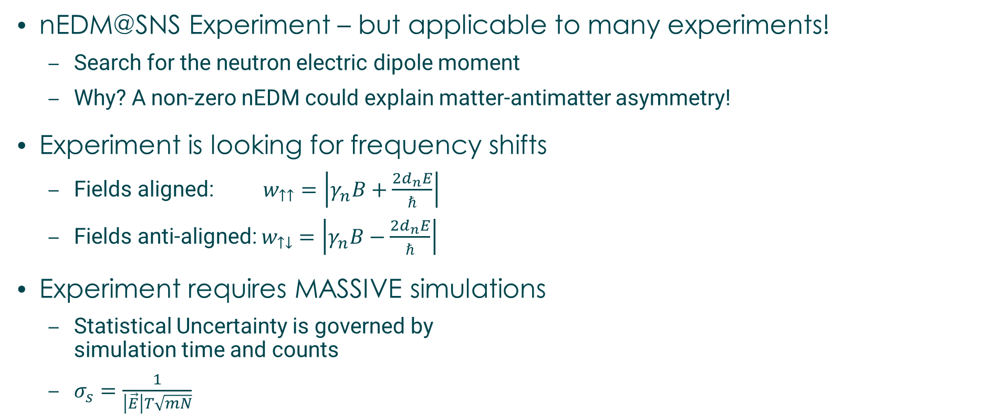 • nEDM@SNS Experiment – but applicable to many experiments!
– Search for the neutron electric dipole moment
– Why? A non-zero nEDM could explain matter-antimatter asymmetry!
• Experiment is looking for frequency shifts
– Fields aligned: $w_{\uparrow\uparrow} = \left|\gamma_n B + \frac{2d_n E}{\hbar}\right|$
– Fields anti-aligned: $w_{\uparrow\downarrow} = \left|\gamma_n B - \frac{2d_n E}{\hbar}\right|$
• Experiment requires MASSIVE simulations
– Statistical Uncertainty is governed by
simulation time and counts
– $\sigma_s = \frac{1}{|\vec{E}|T\sqrt{mN}}$